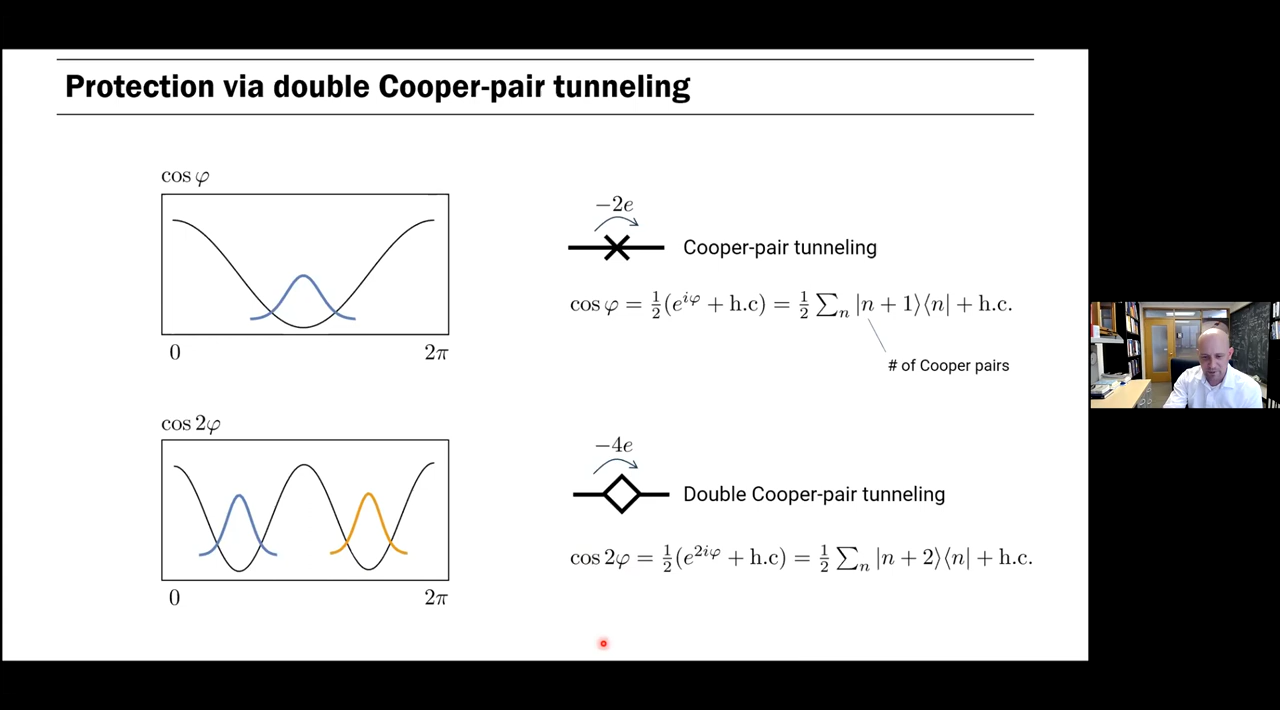 Protection via double Cooper-pair tunneling
cos φ
0 2π
−2e
Cooper-pair tunneling
cos φ = ½(e^{iφ} + h.c) = ½ ∑ₙ |n + 1⟩⟨n| + h.c.
# of Cooper pairs
cos 2φ
0 2π
−4e
Double Cooper-pair tunneling
cos 2φ = ½(e^{2iφ} + h.c) = ½ ∑ₙ |n + 2⟩⟨n| + h.c.